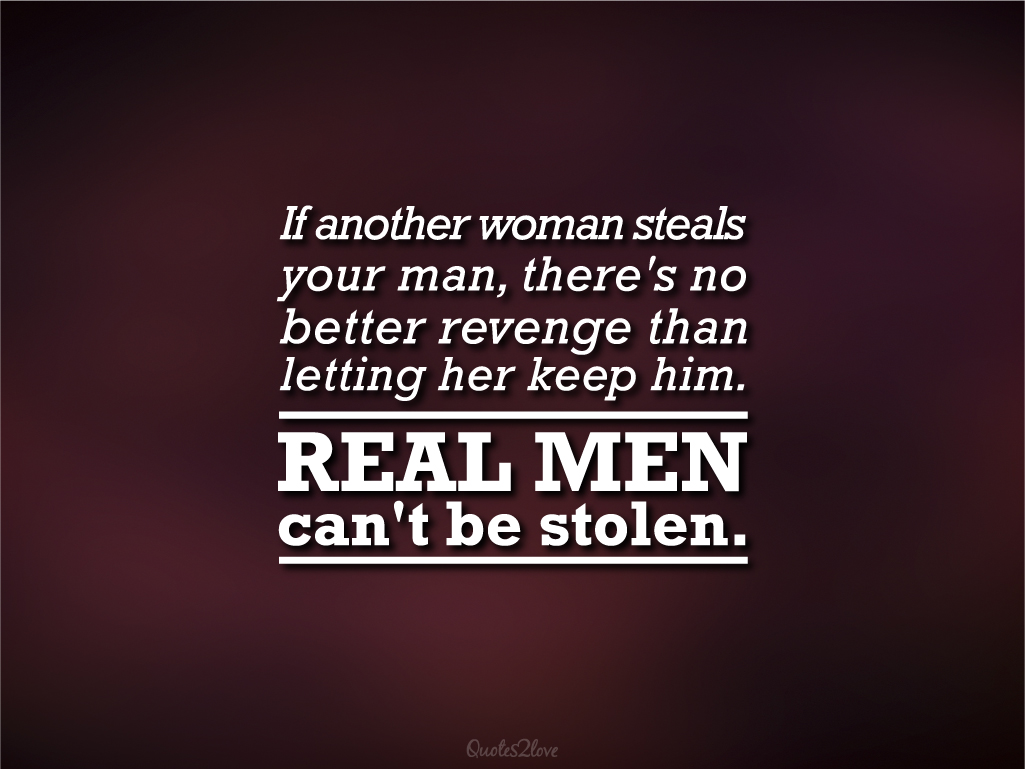 If another woman steals
your man, there's no
better revenge than
letting her keep him.
REAL MEN
can't be stolen.
Quotes2love